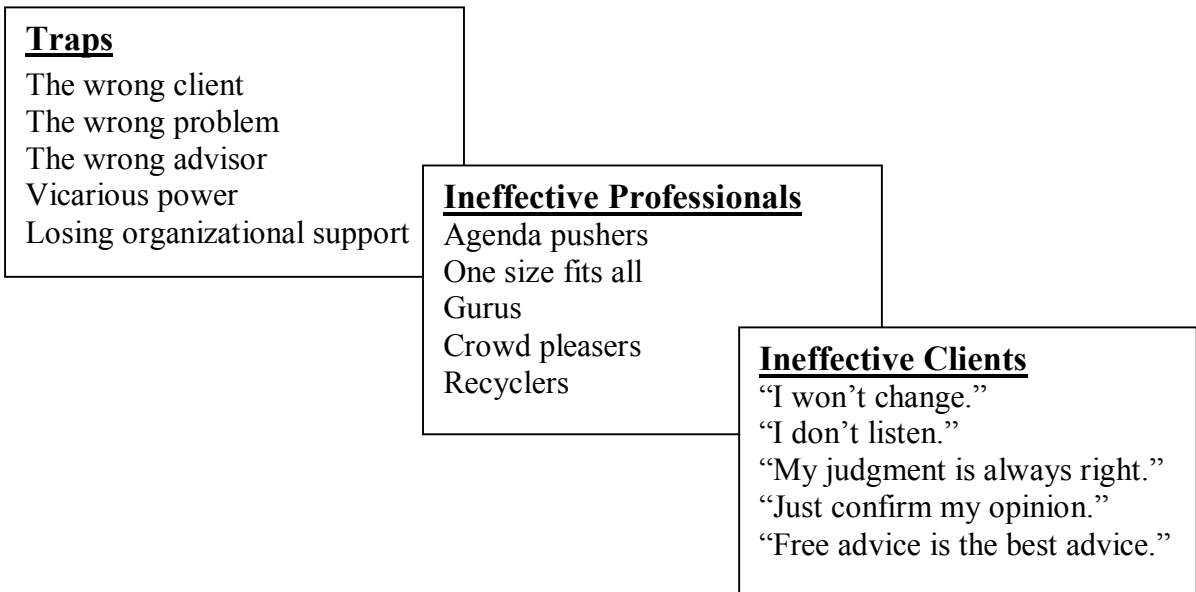 Traps
The wrong client
The wrong problem
The wrong advisor
Vicarious power
Losing organizational support
Ineffective Professionals
Agenda pushers
One size fits all
Gurus
Crowd pleasers
Recyclers
Ineffective Clients
“I won’t change.”
“I don’t listen.”
“My judgment is always right.”
“Just confirm my opinion.”
“Free advice is the best advice.”